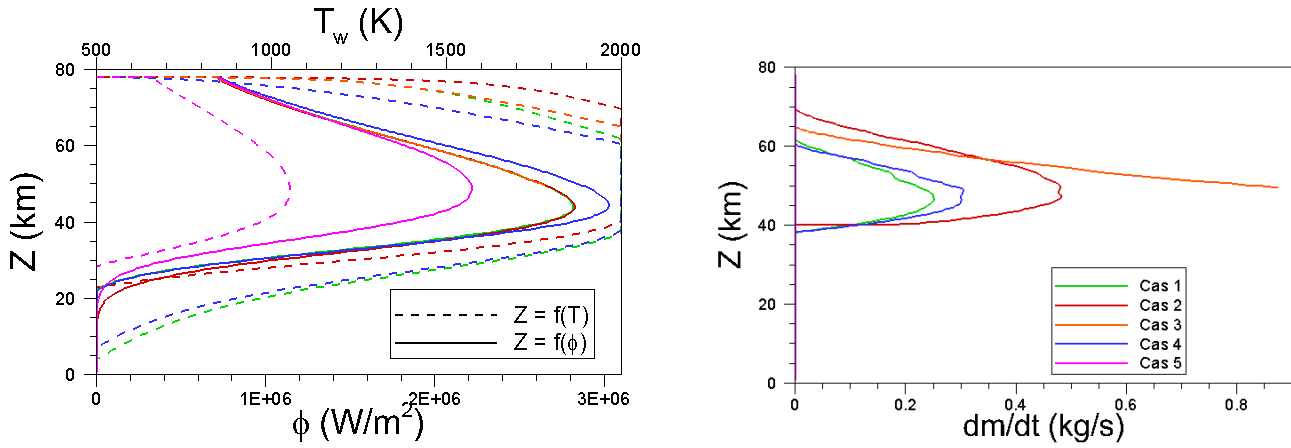 T_w (K)
500 1000 1500 2000
80
60
40
20
0
Z (km)
Z = f(T)
Z = f(ϕ)
0 1E+06 2E+06 3E+06
ϕ (W/m²)
80
60
40
20
0
Z (km)
Cas 1
Cas 2
Cas 3
Cas 4
Cas 5
0 0.2 0.4 0.6 0.8
dm/dt (kg/s)